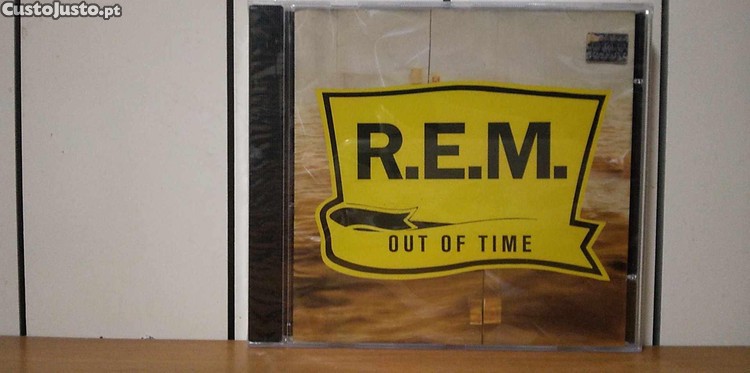 CustoJusto.pt
R.E.M.
OUT OF TIME